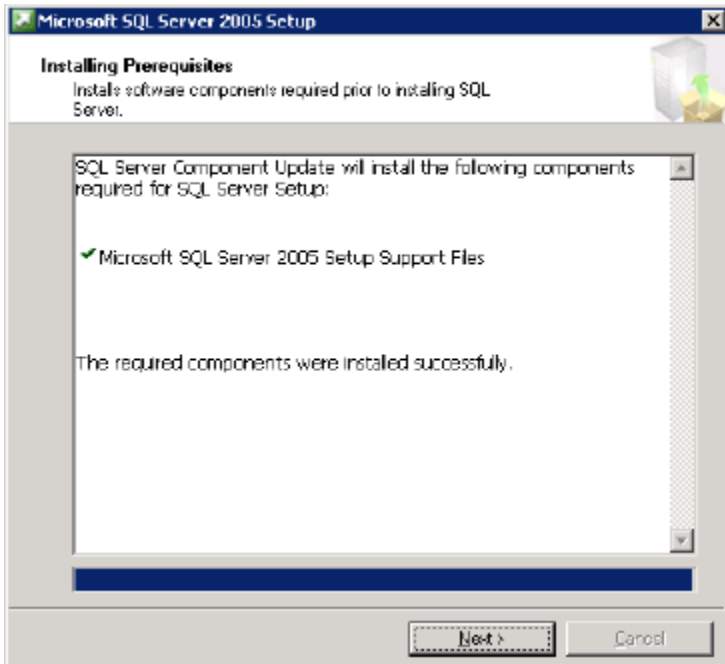 Microsoft SQL Server 2005 Setup
Installing Prerequisites
Installs software components required prior to installing SQL
Server.
SQL Server Component Update will install the following components
required for SQL Server Setup:
Microsoft SQL Server 2005 Setup Support Files
The required components were installed successfully.
Next >
Cancel